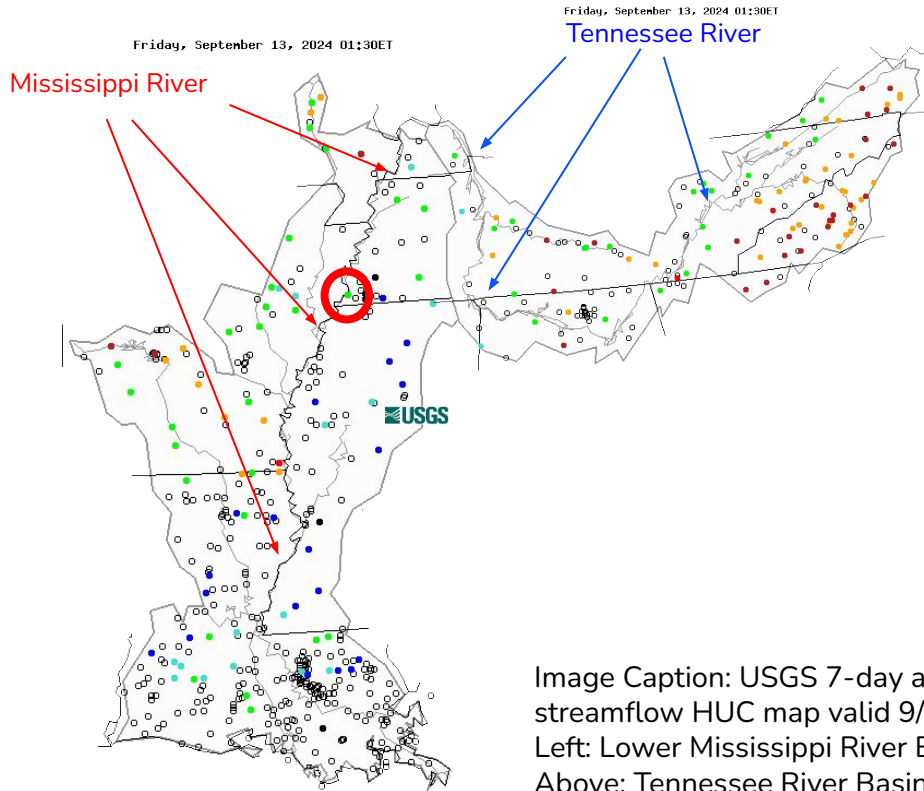 Friday, September 13, 2024 01:30ET
Tennessee River
Friday, September 13, 2024 01:30ET
Mississippi River
USGS
Image Caption: USGS 7-day a
streamflow HUC map valid 9/
Left: Lower Mississippi River
Above: Tennessee River Basin